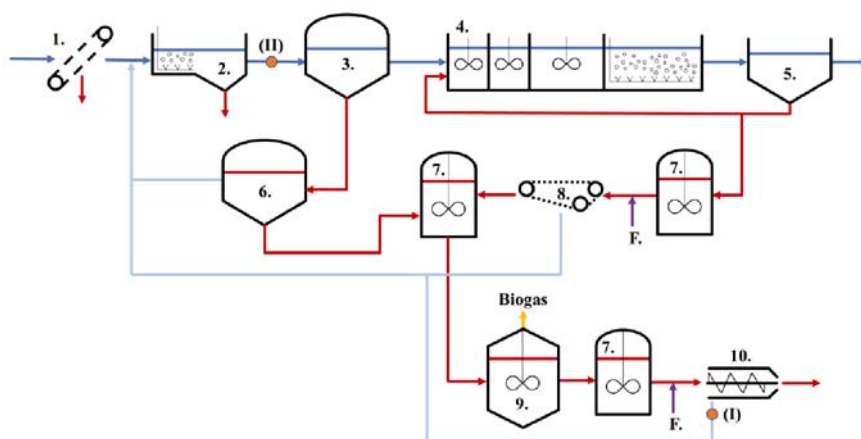 1.
2.
(II)
3.
4.
5.
6.
7.
8.
7.
F.
Biogas
9.
7.
F.
10.
(I)